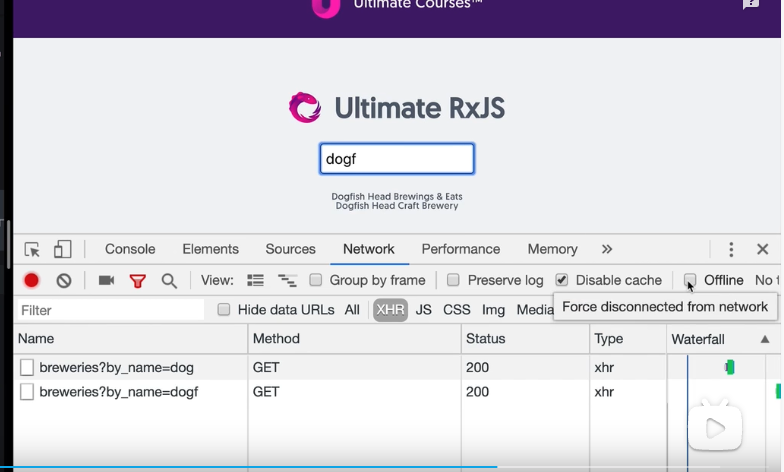 Ultimate Courses™
Ultimate RxJS
dogf
Dogfish Head Brewings & Eats
Dogfish Head Craft Brewery
Console Elements Sources Network Performance Memory »
View: Group by frame Preserve log Disable cache Offline No
Filter Hide data URLs All XHR JS CSS Img Media
Force disconnected from network
Name Method Status Type Waterfall
breweries?by_name=dog GET 200 xhr
breweries?by_name=dogf GET 200 xhr